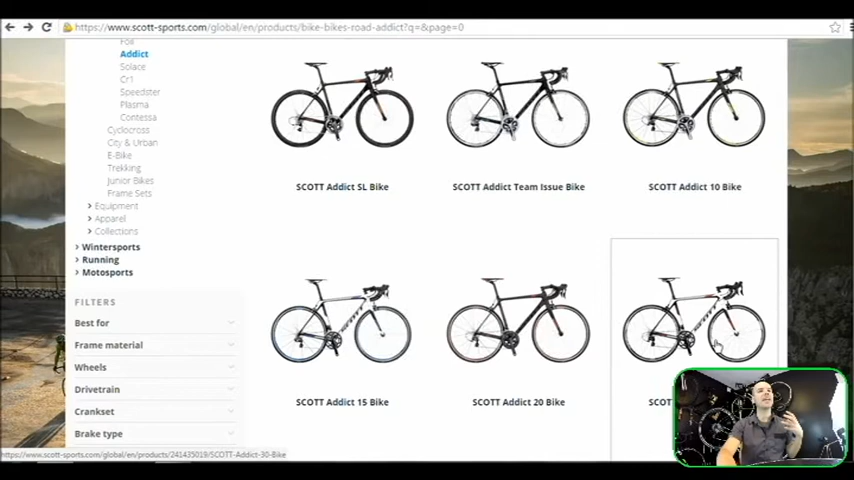 https://www.scott-sports.com/global/en/products/bike-bikes-road-addict?q=&page=0
Foil
Addict
Solace
Cr1
Speedster
Plasma
Contessa
Cyclocross
City & Urban
E-Bike
Trekking
Junior Bikes
Frame Sets
Equipment
Apparel
Collections
Wintersports
Running
Motosports
FILTERS
Best for
Frame material
Wheels
Drivetrain
Crankset
Brake type
SCOTT Addict SL Bike
SCOTT Addict Team Issue Bike
SCOTT Addict 10 Bike
SCOTT Addict 15 Bike
SCOTT Addict 20 Bike
SCOTT
https://www.scott-sports.com/global/en/products/241435019/SCOTT-Addict-30-Bike